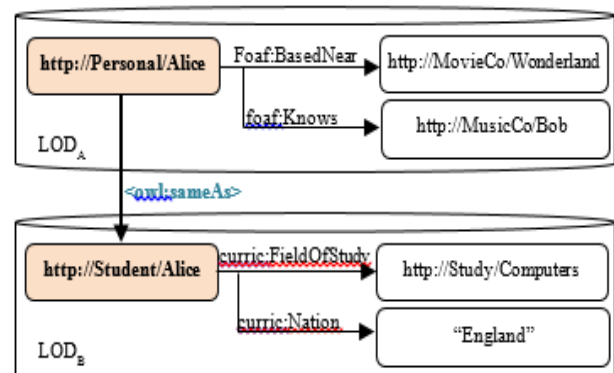 http://Personal/Alice
Foaf:BasedNear
http://MovieCo/Wonderland
foaf:Knows
http://MusicCo/Bob
LODA
<owl:sameAs>
http://Student/Alice
curric:FieldOfStudy
http://Study/Computers
curric:Nation
“England”
LODB